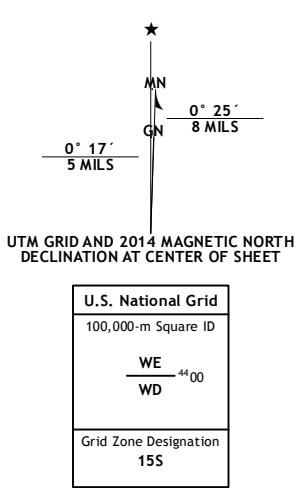 ★
MN
GN
0° 25´
8 MILS
0° 17´
5 MILS
UTM GRID AND 2014 MAGNETIC NORTH
DECLINATION AT CENTER OF SHEET
U.S. National Grid
100,000-m Square ID
WE
⁴⁴00
WD
Grid Zone Designation
15S